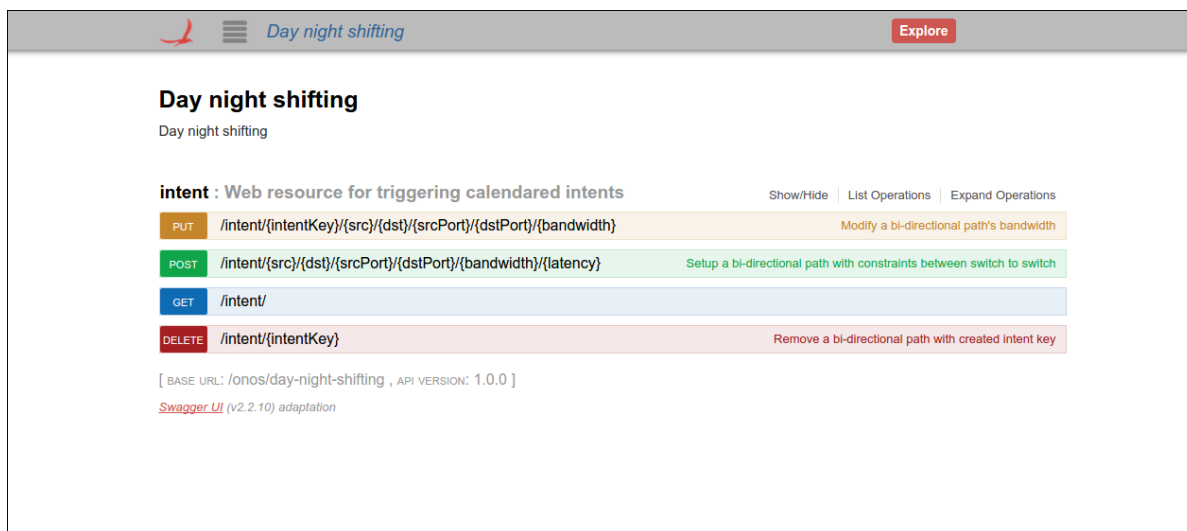 Day night shifting
Explore
Day night shifting
Day night shifting
intent : Web resource for triggering calendared intents
Show/Hide
List Operations
Expand Operations
PUT /intent/{intentKey}/{src}/{dst}/{srcPort}/{dstPort}/{bandwidth} Modify a bi-directional path's bandwidth
POST /intent/{src}/{dst}/{srcPort}/{dstPort}/{bandwidth}/{latency} Setup a bi-directional path with constraints between switch to switch
GET /intent/
DELETE /intent/{intentKey} Remove a bi-directional path with created intent key
[ BASE URL: /onos/day-night-shifting , API VERSION: 1.0.0 ]
Swagger UI (v2.2.10) adaptation